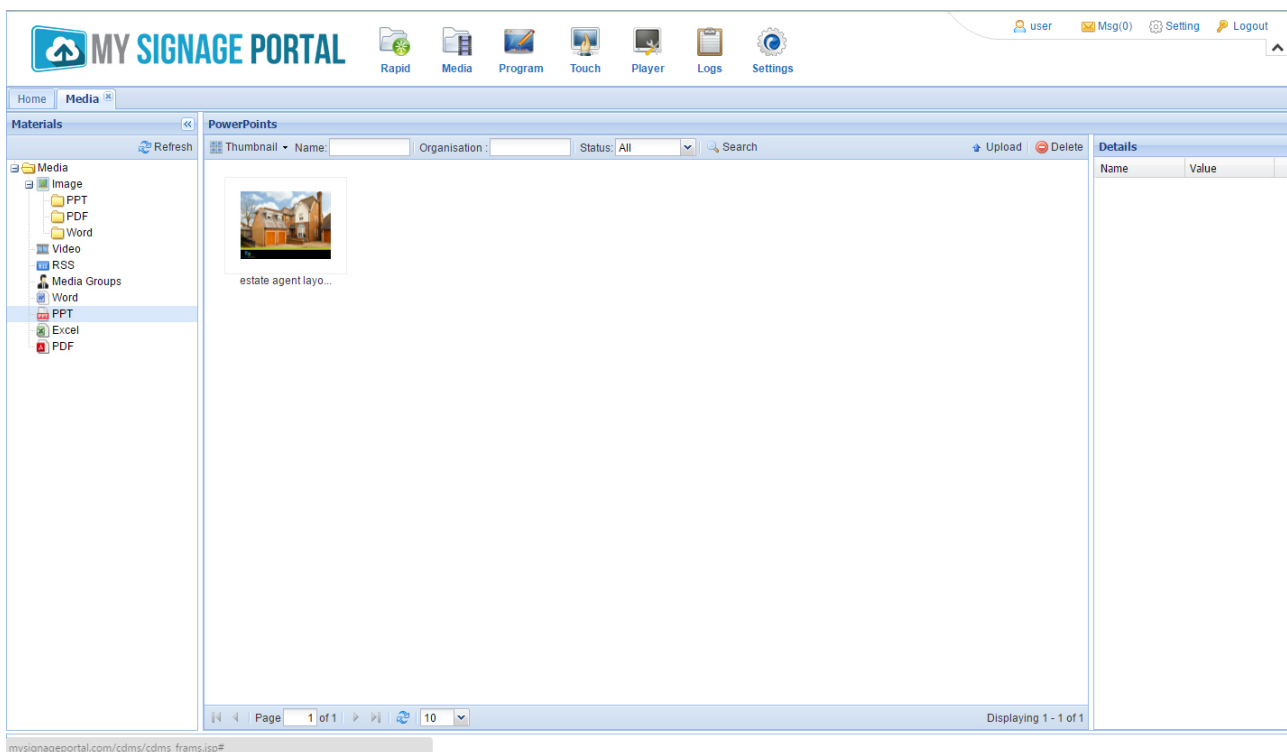 MY SIGNAGE PORTAL
Rapid Media Program Touch Player Logs Settings
user Msg(0) Setting Logout
Home Media
Materials
Refresh
Media
Image
PPT
PDF
Word
Video
RSS
Media Groups
Word
PPT
Excel
PDF
PowerPoints
Thumbnail Name: Organisation : Status: All Search Upload Delete
estate agent layo...
Page 1 of 1 10 Displaying 1 - 1 of 1
Details
Name Value
mysignageportal.com/cdms/cdms_frams.jsp#